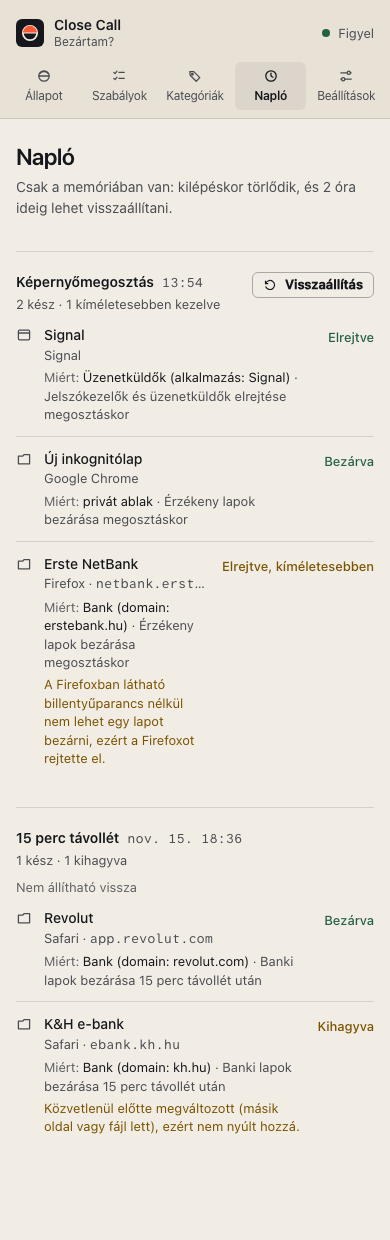 Close Call
Bezártam?
Figyel
Állapot
Szabályok
Kategóriák
Napló
Beállítások
Napló
Csak a memóriában van: kilépéskor törlődik, és 2 óra
ideig lehet visszaállítani.
Képernyőmegosztás 13:54
Visszaállítás
2 kész · 1 kíméletesebben kezelve
Signal
Elrejtve
Signal
Miért: Üzenetküldők (alkalmazás: Signal) ·
Jelszókezelők és üzenetküldők elrejtése
megosztáskor
Új inkognitólap
Bezárva
Google Chrome
Miért: privát ablak · Érzékeny lapok
bezárása megosztáskor
Erste NetBank
Elrejtve, kíméletesebben
Firefox · netbank.erst…
Miért: Bank (domain:
erstebank.hu) · Érzékeny
lapok bezárása
megosztáskor
A Firefoxban látható
billentyűparancs nélkül
nem lehet egy lapot
bezárni, ezért a Firefoxot
rejtette el.
15 perc távollét nov. 15. 18:36
1 kész · 1 kihagyva
Nem állítható vissza
Revolut
Bezárva
Safari · app.revolut.com
Miért: Bank (domain: revolut.com) · Banki
lapok bezárása 15 perc távollét után
K&H e-bank
Kihagyva
Safari · ebank.kh.hu
Miért: Bank (domain: kh.hu) · Banki lapok
bezárása 15 perc távollét után
Közvetlenül előtte megváltozott (másik
oldal vagy fájl lett), ezért nem nyúlt hozzá.